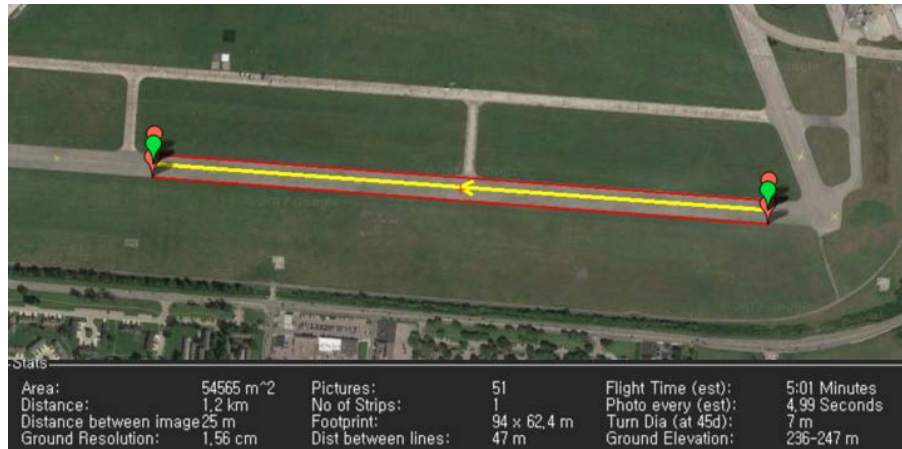 Stats
Area: 54565 m^2 Pictures: 51 Flight Time (est): 5:01 Minutes
Distance: 1,2 km No of Strips: 1 Photo every (est): 4,99 Seconds
Distance between image 25 m Footprint: 94 x 62,4 m Turn Dia (at 45d): 7 m
Ground Resolution: 1,56 cm Dist between lines: 47 m Ground Elevation: 236-247 m